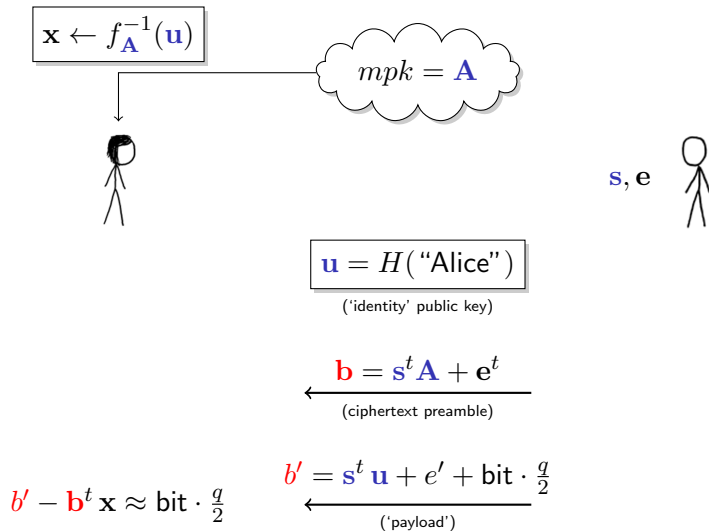 x ← f_A^{-1}(u)
mpk = A
s, e
u = H(“Alice”)
(‘identity’ public key)
b = s^t A + e^t
(ciphertext preamble)
b′ − b^t x ≈ bit · q/2
b′ = s^t u + e′ + bit · q/2
(‘payload’)